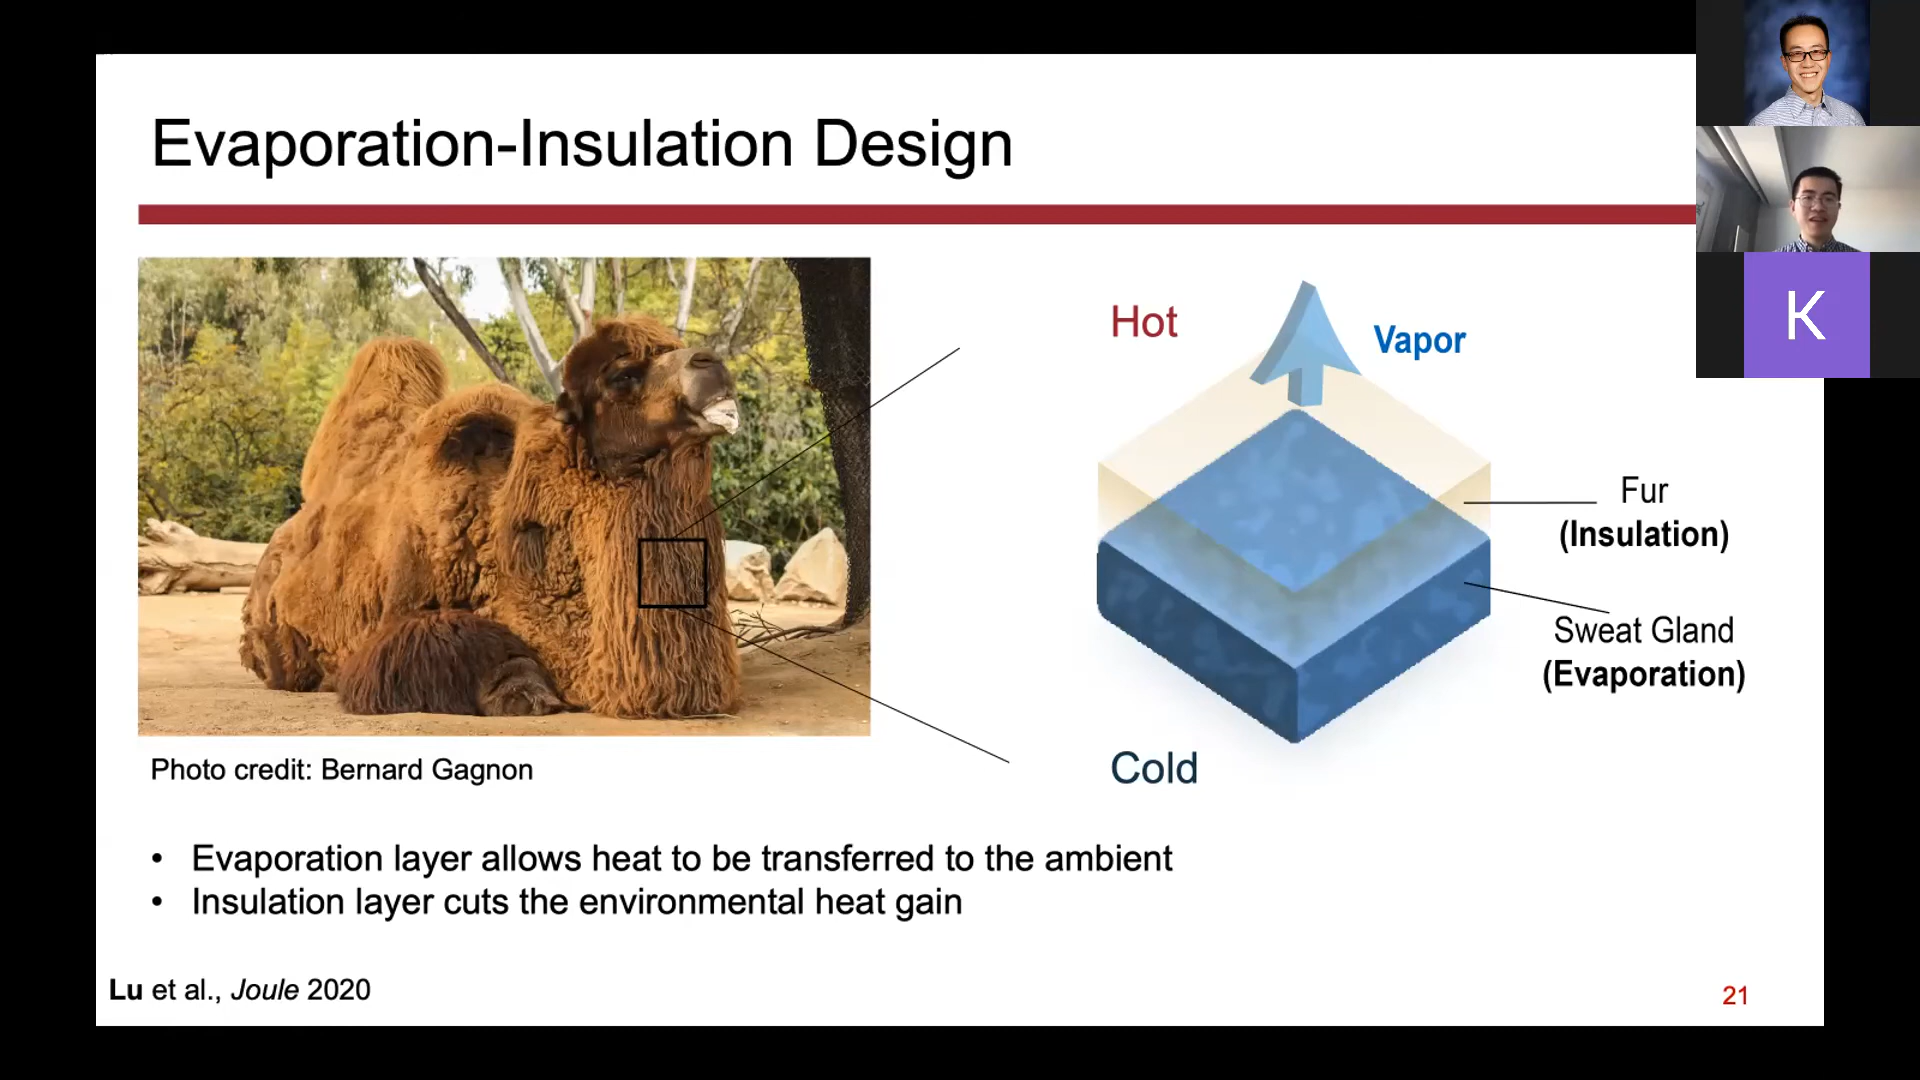 Evaporation-Insulation Design
K
Hot
Vapor
Fur
(Insulation)
Sweat Gland
(Evaporation)
Cold
Photo credit: Bernard Gagnon
• Evaporation layer allows heat to be transferred to the ambient
• Insulation layer cuts the environmental heat gain
Lu et al., Joule 2020
21